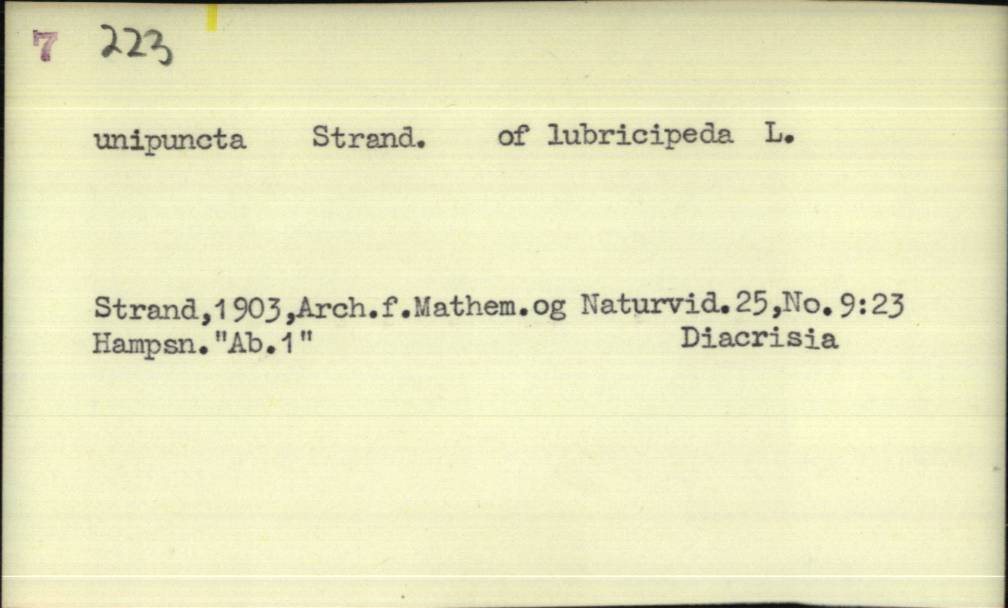 7 223
unipuncta Strand. of lubricipeda L.
Strand,1903,Arch.f.Mathem.og Naturvid.25,No.9:23
Hampsn."Ab.1" Diacrisia